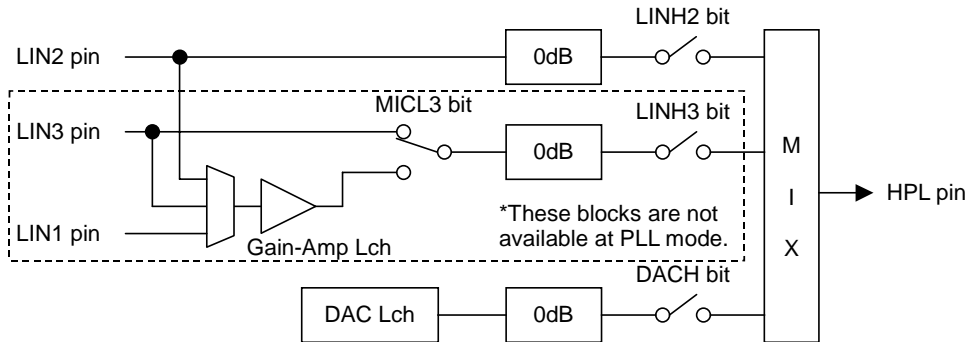 LINH2 bit
LIN2 pin
0dB
MICL3 bit
LINH3 bit
LIN3 pin
0dB
M
I
X
HPL pin
*These blocks are not
available at PLL mode.
LIN1 pin
Gain-Amp Lch
DACH bit
DAC Lch
0dB